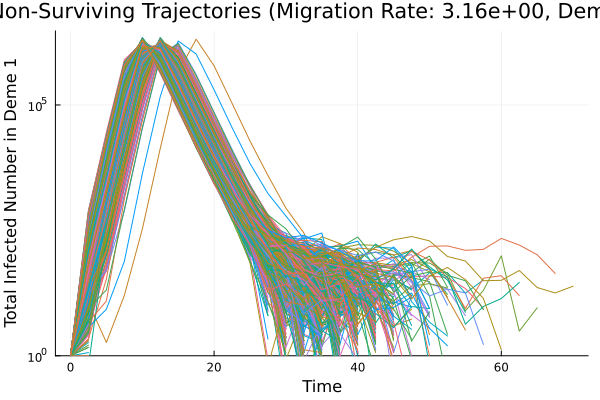 Non-Surviving Trajectories (Migration Rate: 3.16e+00, Dem
Total Infected Number in Deme 1
10^5
10^0
0
20
40
60
Time